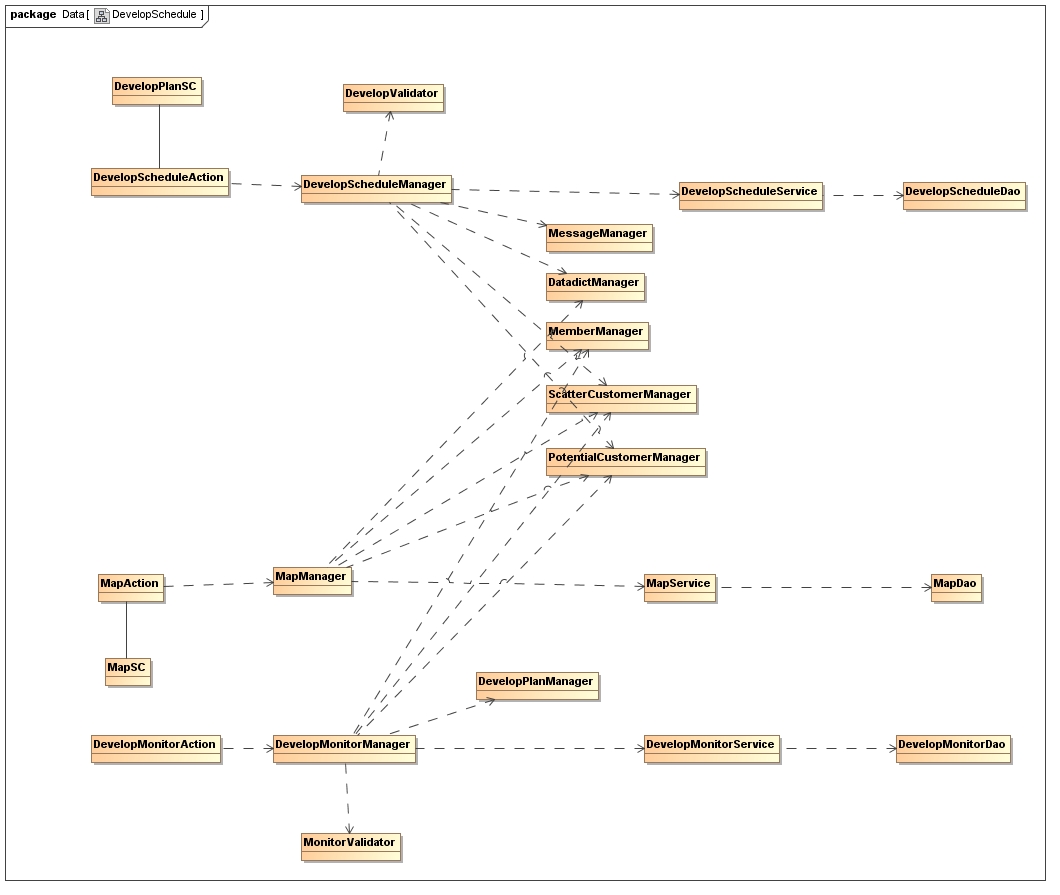 package Data [ DevelopSchedule ]
DevelopPlanSC
DevelopValidator
DevelopScheduleAction
DevelopScheduleManager
DevelopScheduleService
DevelopScheduleDao
MessageManager
DatadictManager
MemberManager
ScatterCustomerManager
PotentialCustomerManager
MapAction
MapManager
MapService
MapDao
MapSC
DevelopPlanManager
DevelopMonitorAction
DevelopMonitorManager
DevelopMonitorService
DevelopMonitorDao
MonitorValidator